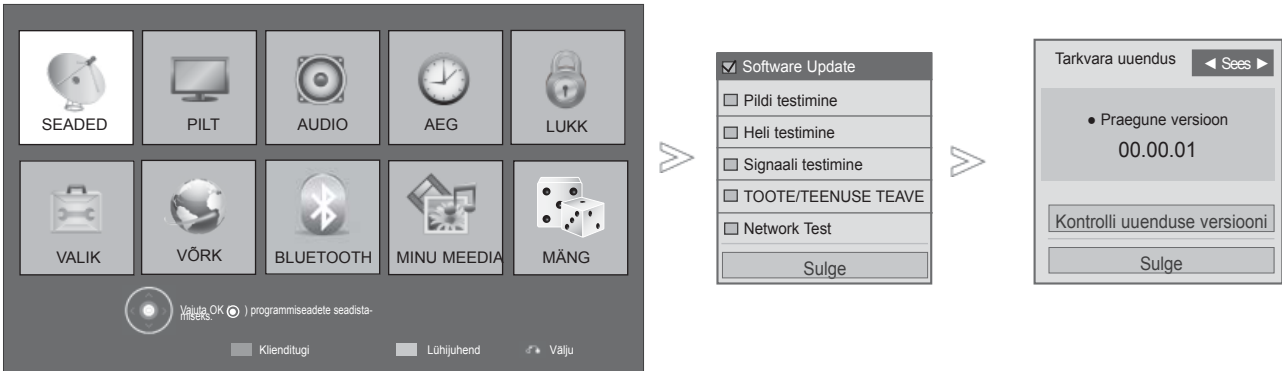 SEADED
PILT
AUDIO
AEG
LUKK
VALIK
VÕRK
BLUETOOTH
MINU MEEDIA
MÄNG
Vajuta OK ( ) programmiseadete seadista-
miseks.
Klienditugi
Lühijuhend
Välju
Software Update
Pildi testimine
Heli testimine
Signaali testimine
TOOTE/TEENUSE TEAVE
Network Test
Sulge
Tarkvara uuendus ◄ Sees ►
● Praegune versioon
00.00.01
Kontrolli uuenduse versiooni
Sulge